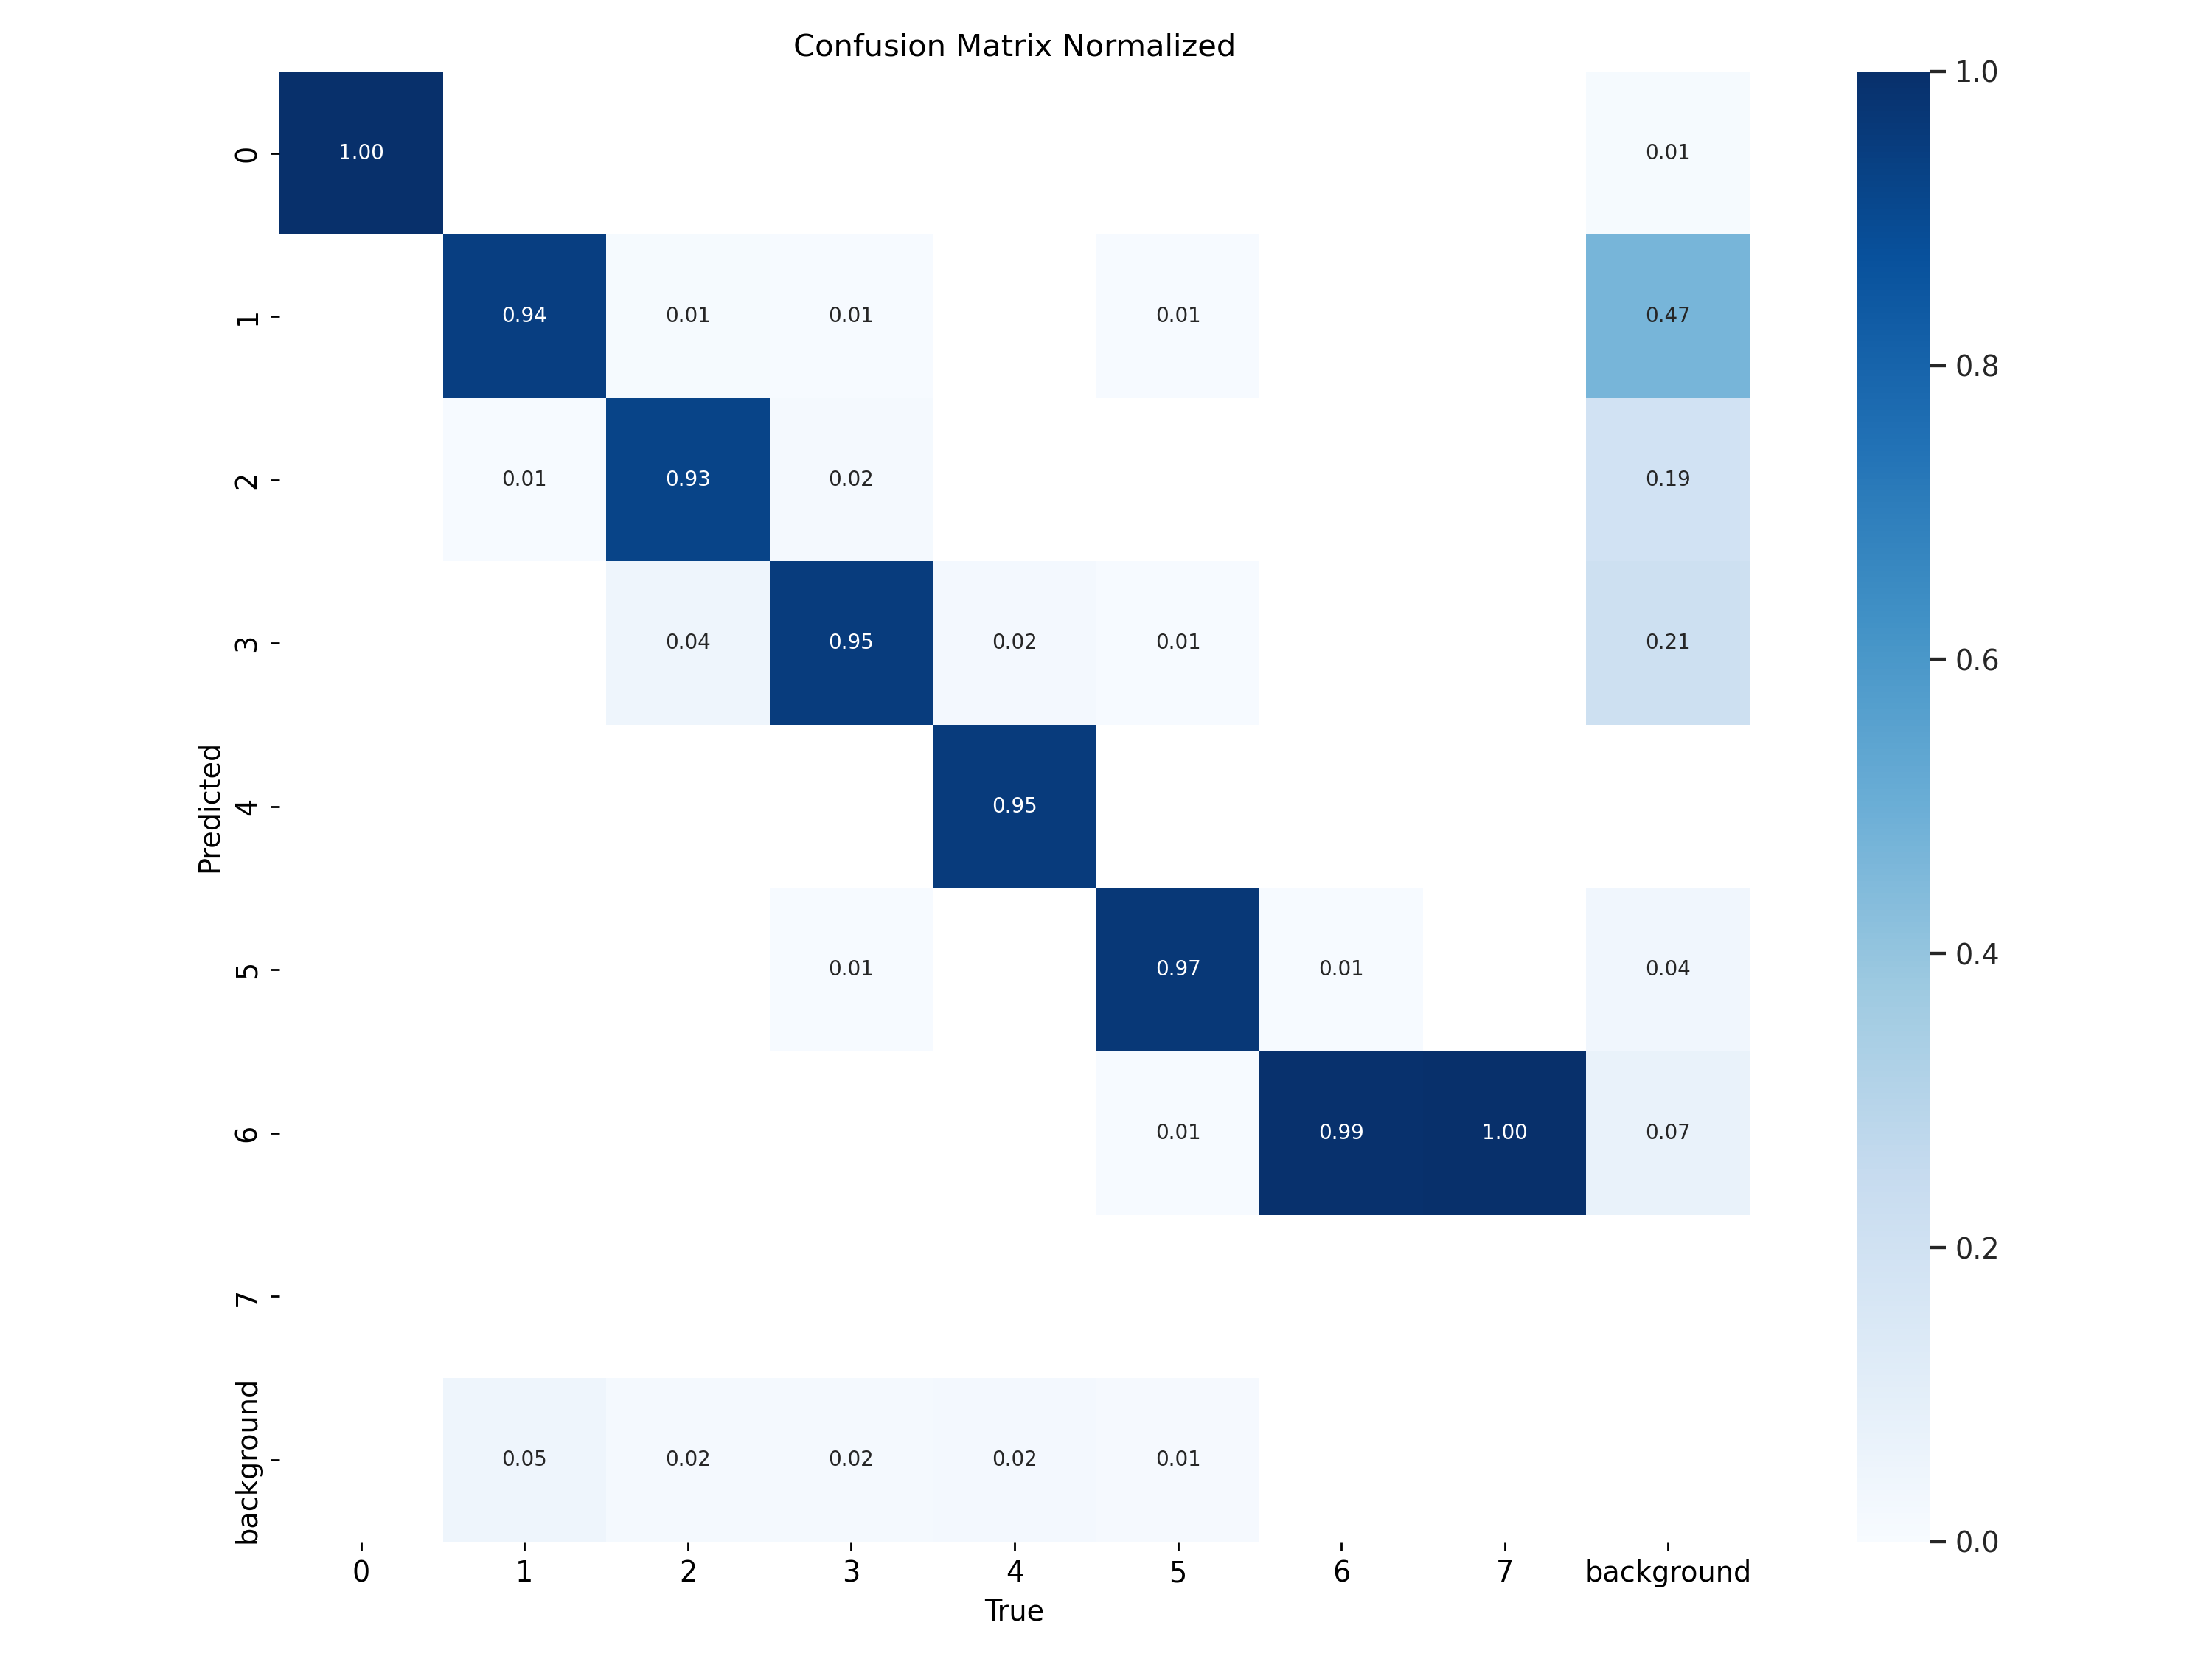 Confusion Matrix Normalized
1.0
0 1.00 0.01
1 0.94 0.01 0.01 0.01 0.47
0.8
2 0.01 0.93 0.02 0.19
3 0.04 0.95 0.02 0.01 0.21
0.6
Predicted
4 0.95
0.4
5 0.01 0.97 0.01 0.04
6 0.01 0.99 1.00 0.07
0.2
7
background 0.05 0.02 0.02 0.02 0.01
0.0
0 1 2 3 4 5 6 7 background
True